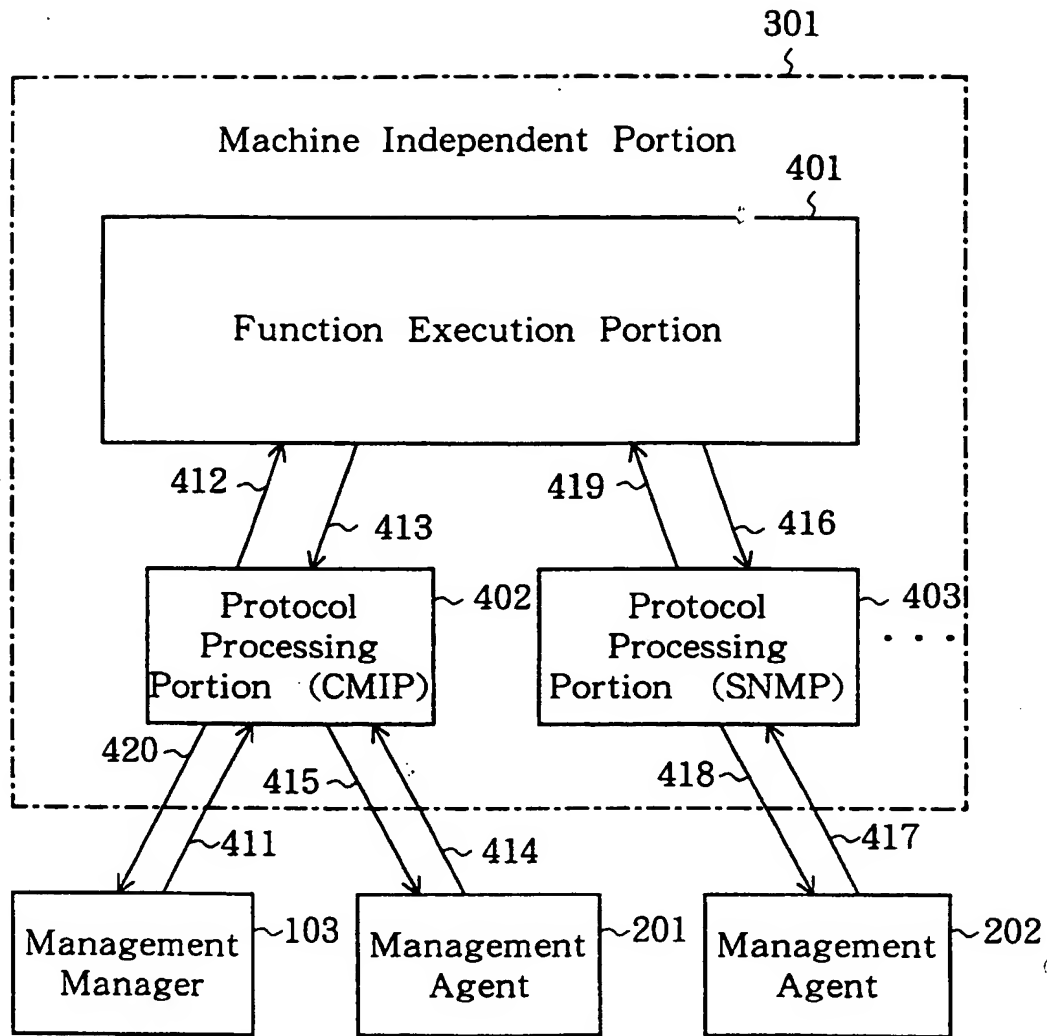 301
Machine Independent Portion
401
Function Execution Portion
412
413
419
416
Protocol
Processing
Portion (CMIP)
402
Protocol
Processing
Portion (SNMP)
403
. . .
420
411
415
414
418
417
Management
Manager
103
Management
Agent
201
Management
Agent
202